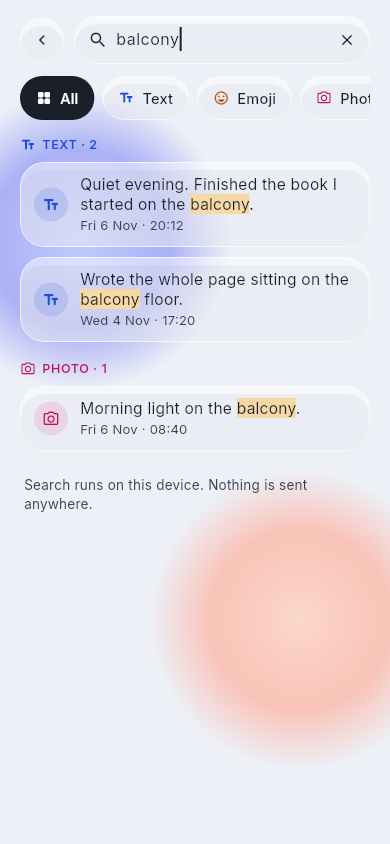 balcony
All Text Emoji Phot
TEXT · 2
Quiet evening. Finished the book I
started on the balcony.
Fri 6 Nov · 20:12
Wrote the whole page sitting on the
balcony floor.
Wed 4 Nov · 17:20
PHOTO · 1
Morning light on the balcony.
Fri 6 Nov · 08:40
Search runs on this device. Nothing is sent
anywhere.